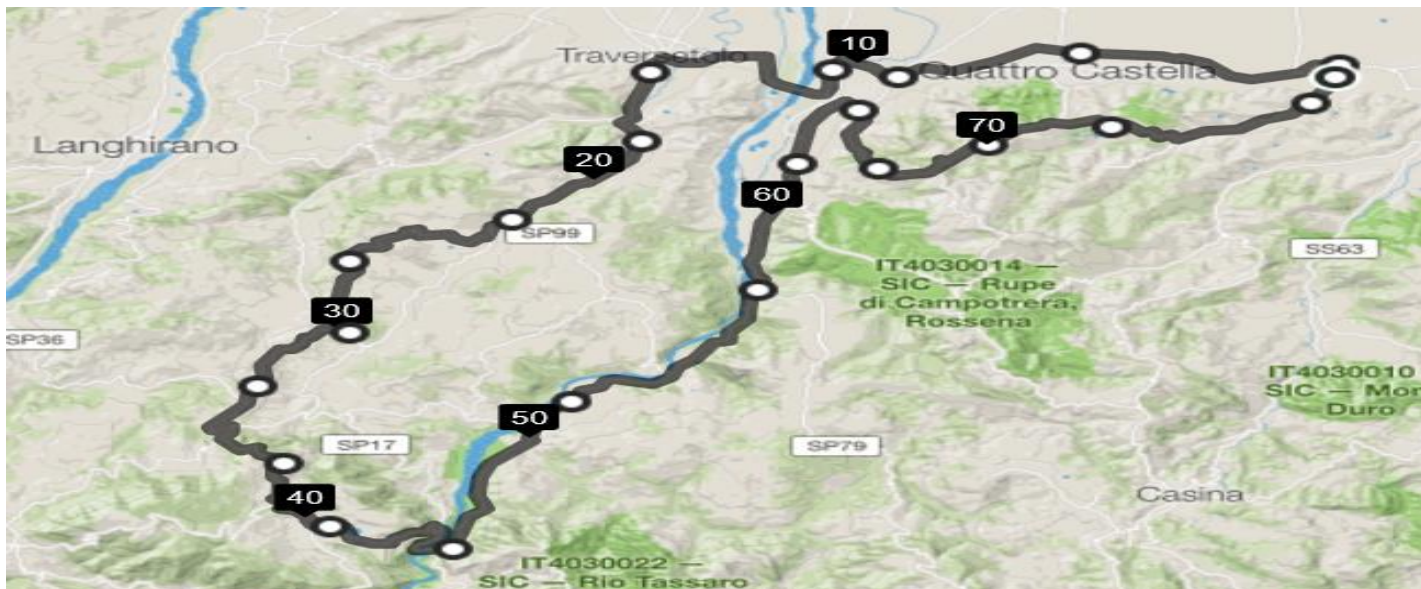 10
Traversetolo
Quattro Castella
Langhirano
70
20
60
SP99
SS63
IT4030014 —
SIC — Rupe
di Campotrera,
Rossena
30
SP36
IT4030010
SIC — Mon
Duro
50
SP17
SP79
40
Casina
IT4030022 —
SIC — Rio Tassaro